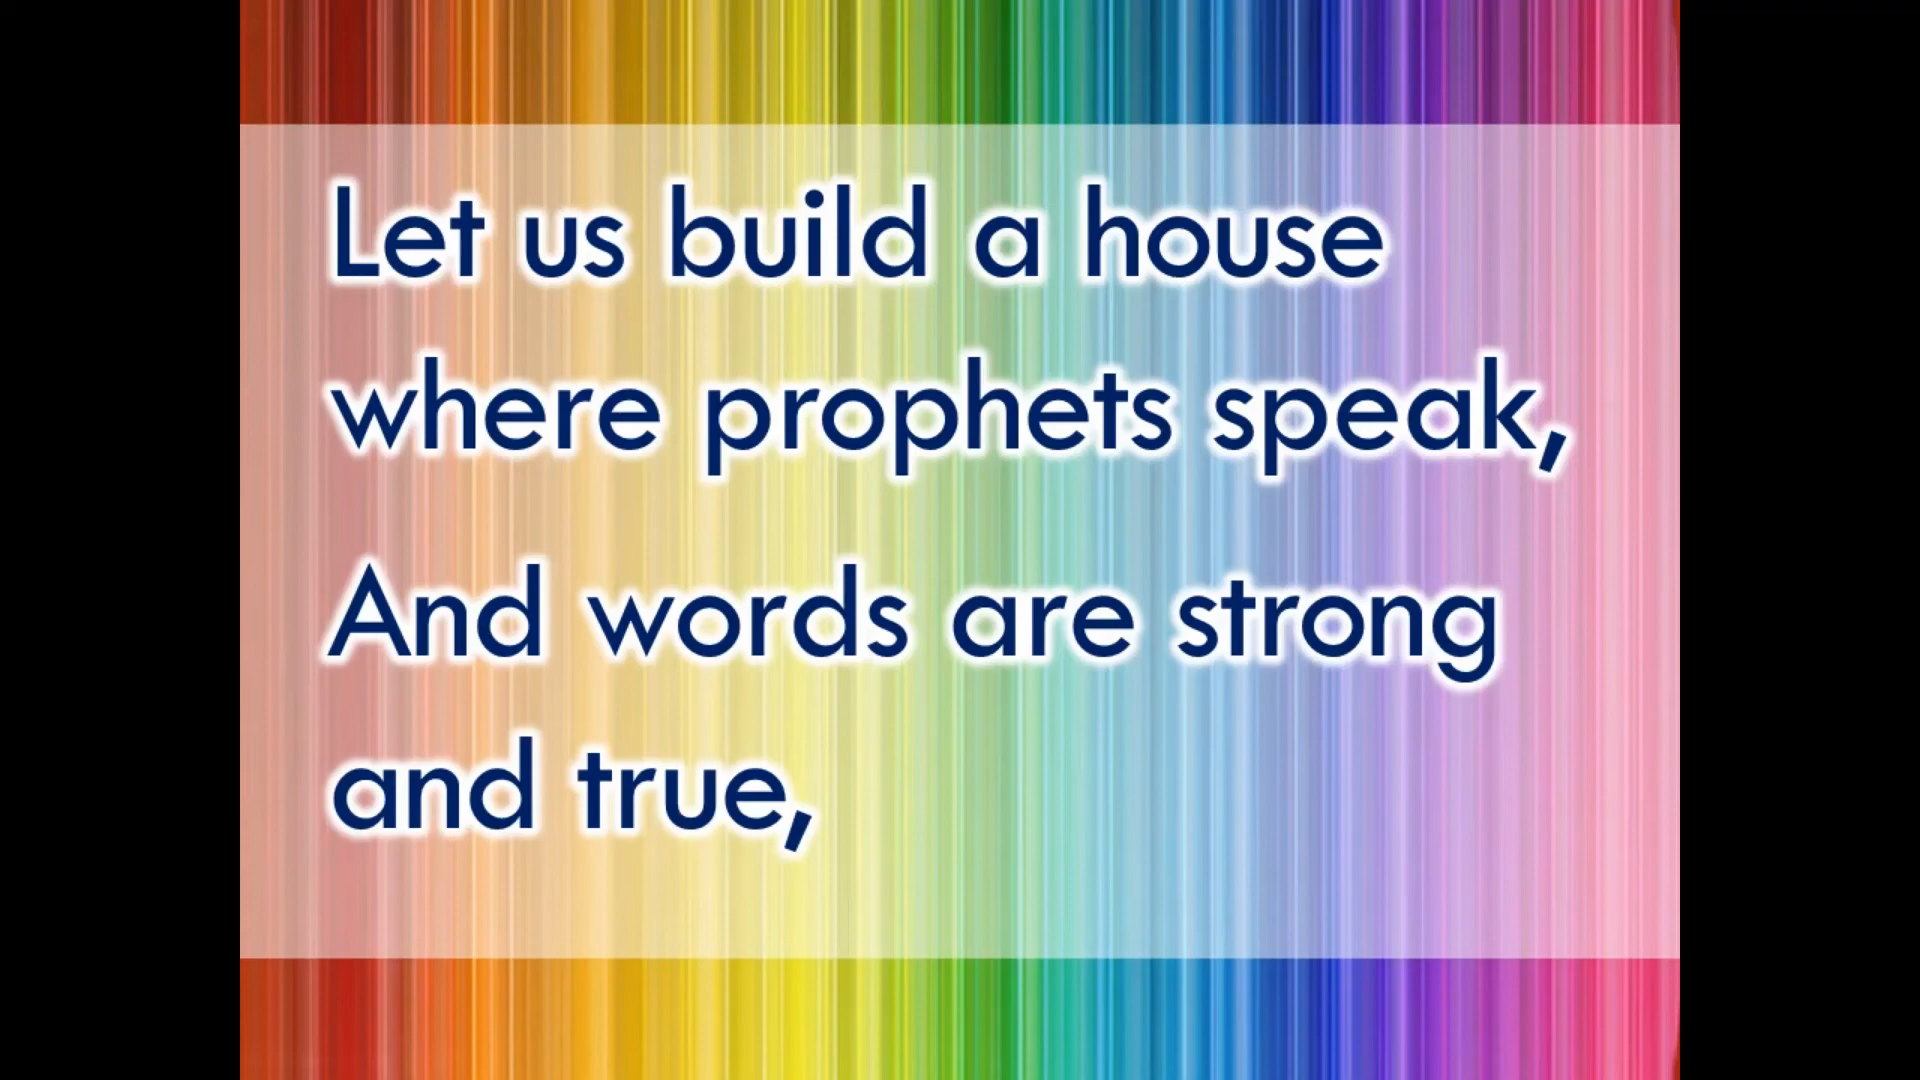 Let us build a house
where prophets speak,
And words are strong
and true,